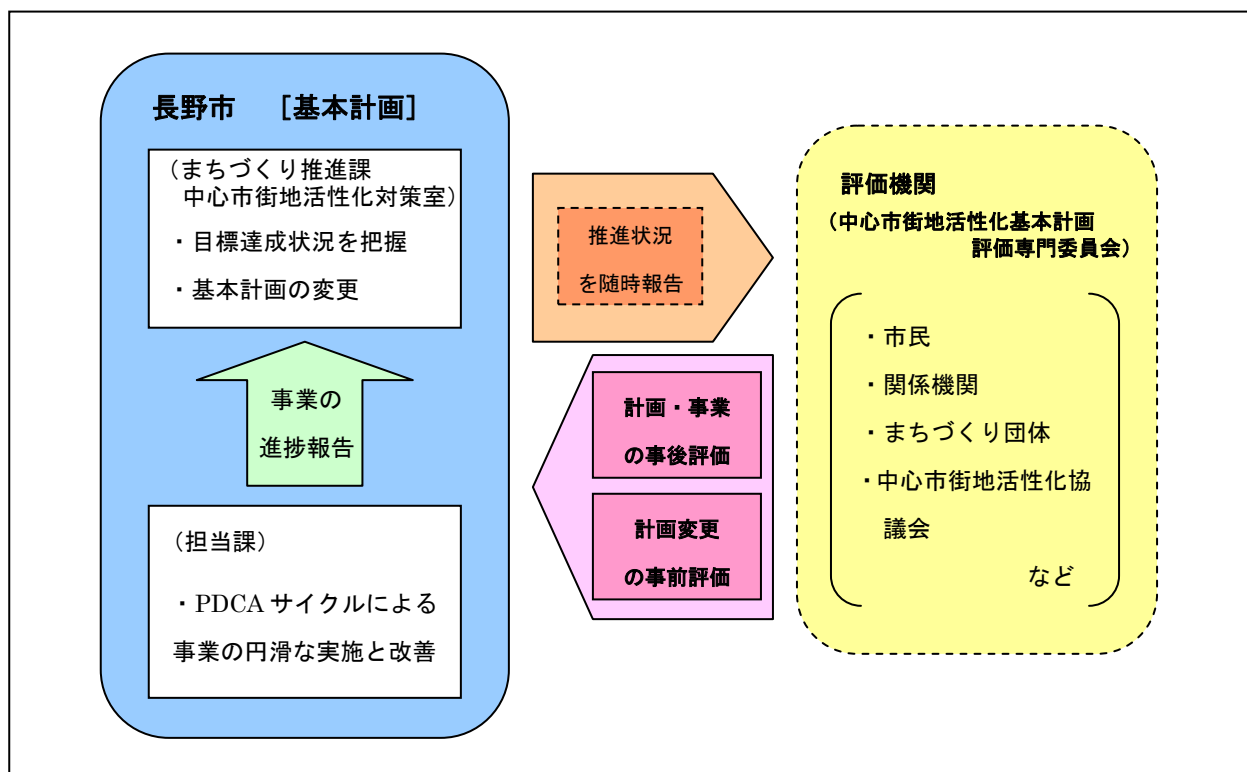 長野市 [基本計画]
(まちづくり推進課
中心市街地活性化対策室)
・目標達成状況を把握
・基本計画の変更
事業の
進捗報告
(担当課)
・PDCA サイクルによる
事業の円滑な実施と改善
推進状況
を随時報告
計画・事業
の事後評価
計画変更
の事前評価
評価機関
(中心市街地活性化基本計画
評価専門委員会)
・市民
・関係機関
・まちづくり団体
・中心市街地活性化協
議会
など